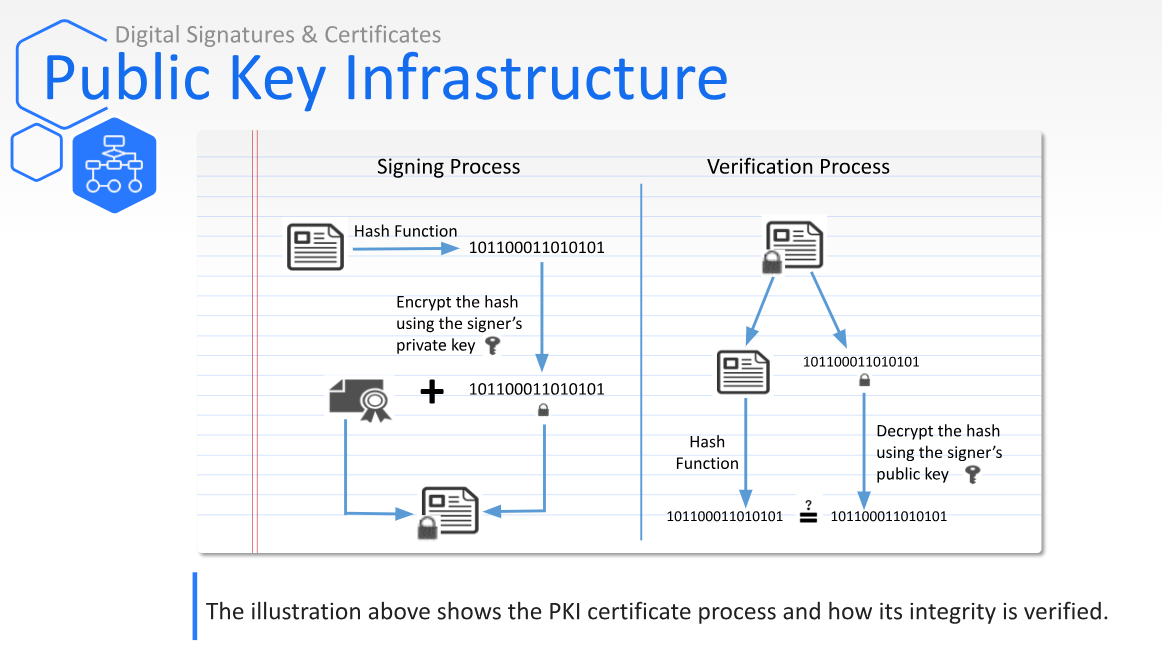 Digital Signatures & Certificates
Public Key Infrastructure
Signing Process
Hash Function
101100011010101
Encrypt the hash
using the signer's
private key
+
101100011010101
Verification Process
101100011010101
Hash
Function
Decrypt the hash
using the signer's
public key
101100011010101
?
=
101100011010101
The illustration above shows the PKI certificate process and how its integrity is verified.